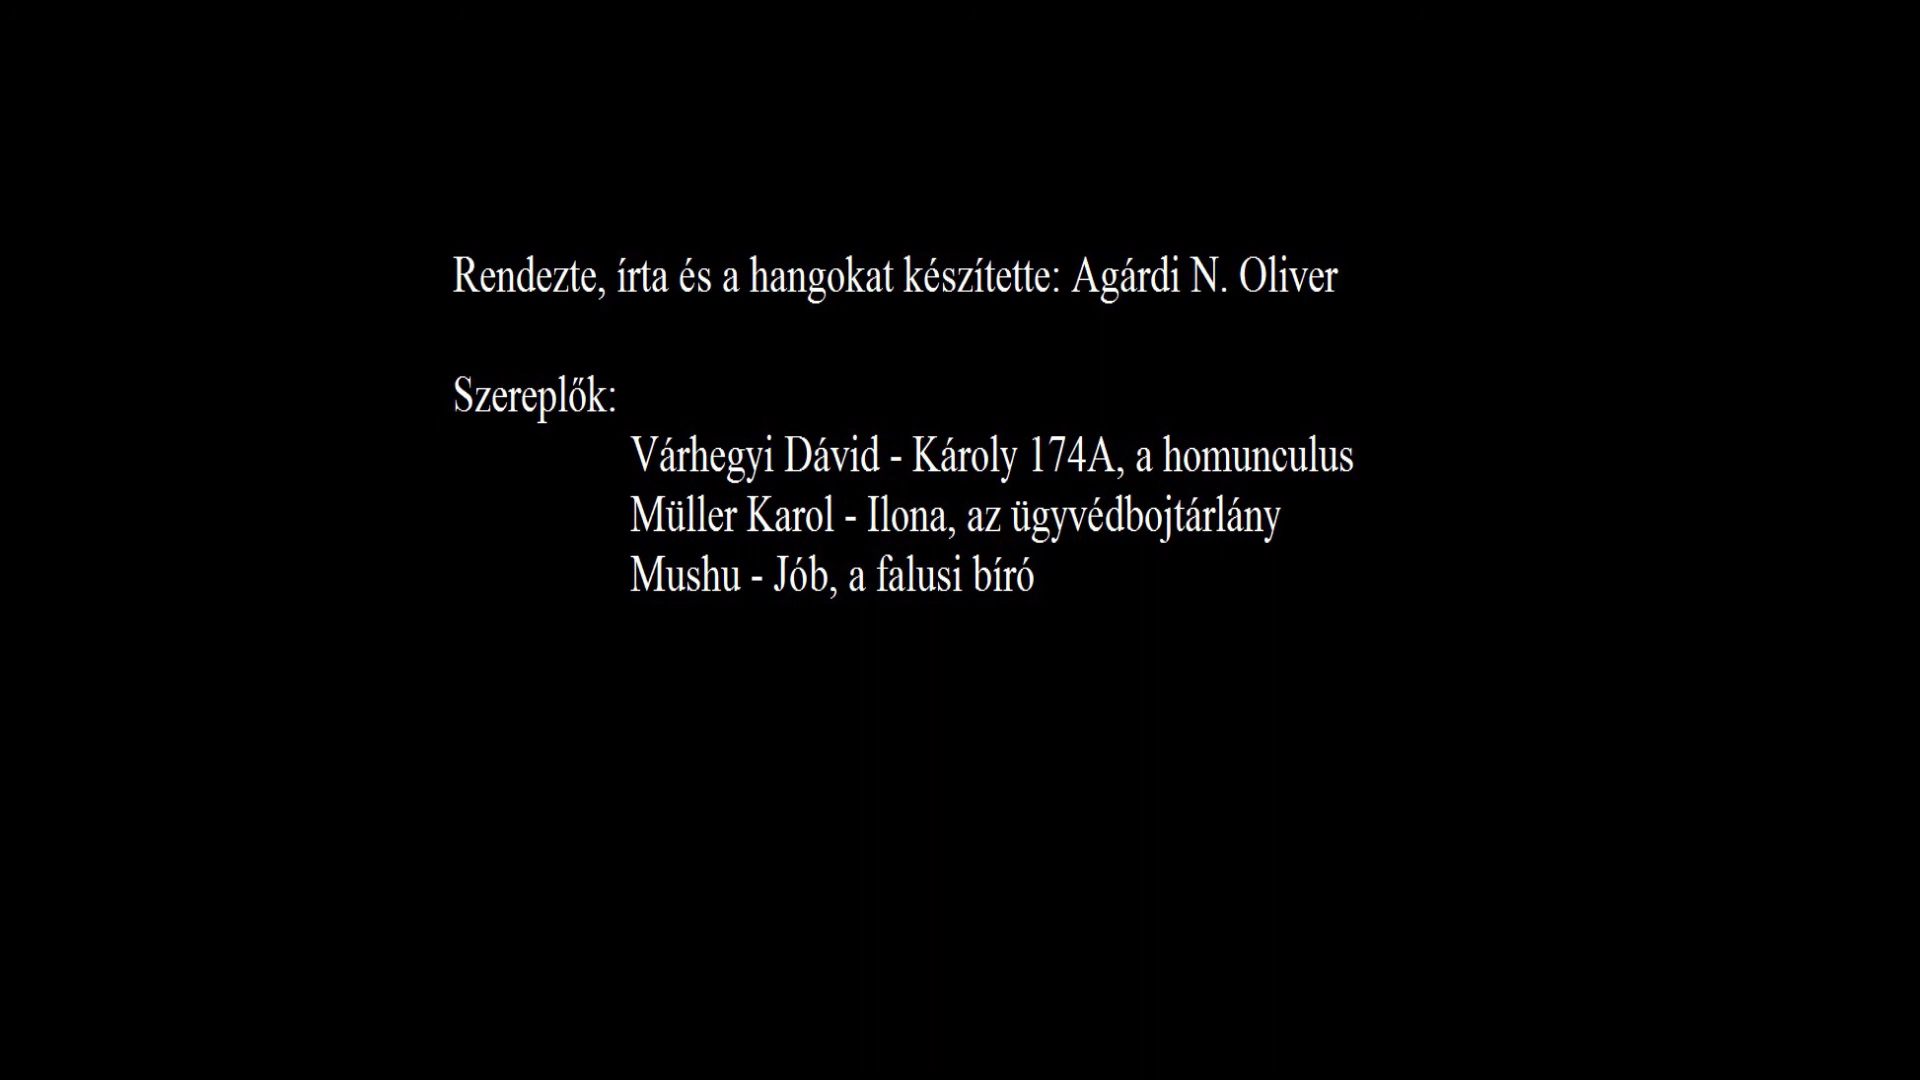 Rendezte, írta és a hangokat készítette: Agárdi N. Oliver
Szereplők:
Várhegyi Dávid - Károly 174A, a homunculus
Müller Karol - Ilona, az ügyvédbojtárlány
Mushu - Jób, a falusi bíró